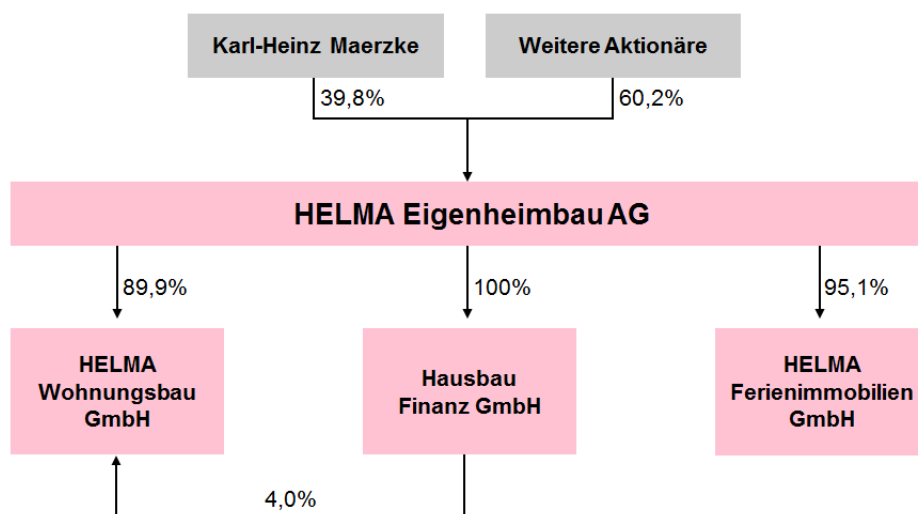 Karl-Heinz Maerzke
Weitere Aktionäre
39,8%
60,2%
HELMA Eigenheimbau AG
89,9%
100%
95,1%
HELMA
Wohnungsbau
GmbH
Hausbau
Finanz GmbH
HELMA
Ferienimmobilien
GmbH
4,0%